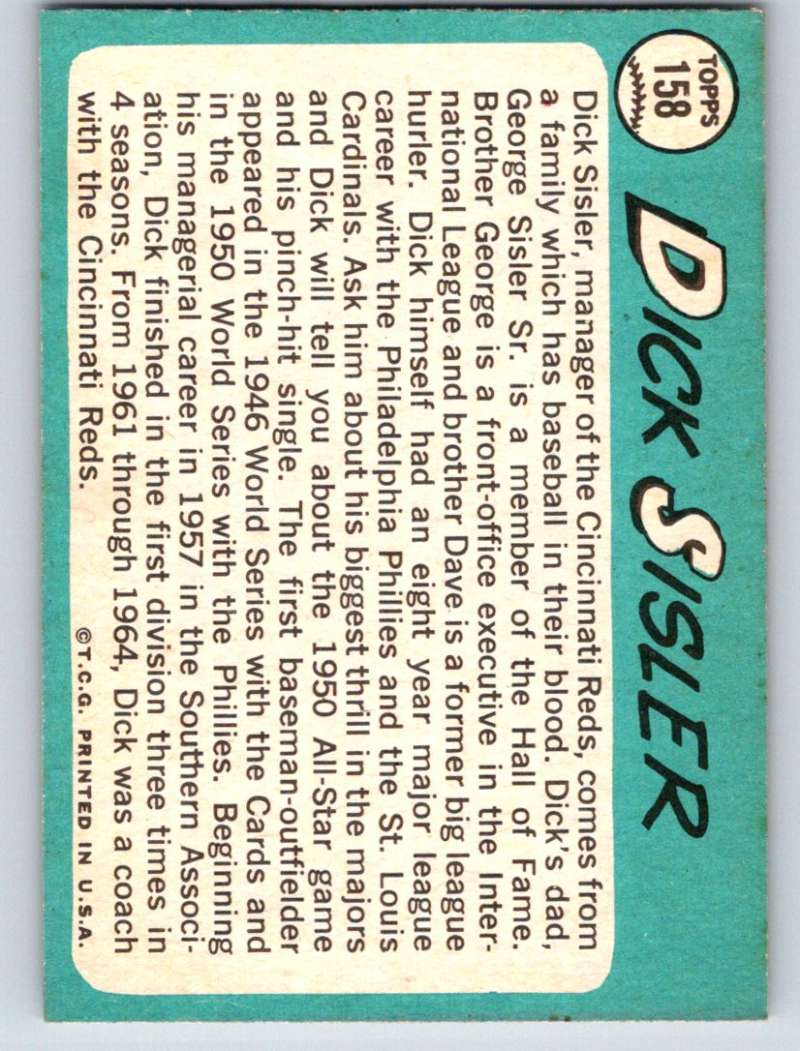 TOPPS
158
DICK SISLER
Dick Sisler, manager of the Cincinnati Reds, comes from
a family which has baseball in their blood. Dick's dad,
George Sisler Sr. is a member of the Hall of Fame.
Brother George is a front-office executive in the Inter-
national League and brother Dave is a former big league
hurler. Dick himself had an eight year major league
career with the Philadelphia Phillies and the St. Louis
Cardinals. Ask him about his biggest thrill in the majors
and Dick will tell you about the 1950 All-Star game
and his pinch-hit single. The first baseman-outfielder
appeared in the 1946 World Series with the Cards and
in the 1950 World Series with the Phillies. Beginning
his managerial career in 1957 in the Southern Associ-
ation, Dick finished in the first division three times in
4 seasons. From 1961 through 1964, Dick was a coach
with the Cincinnati Reds.
©T.C.G. PRINTED IN U.S.A.